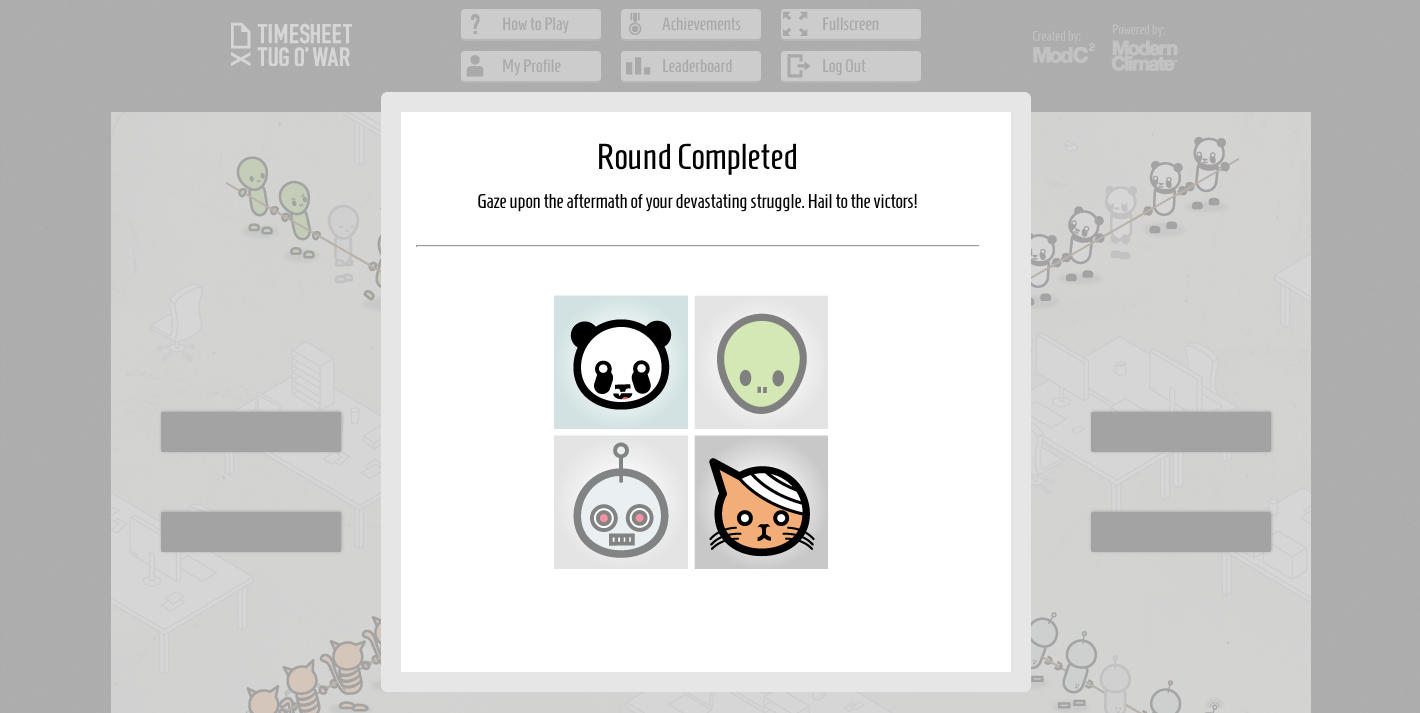 TIMESHEET
TUG O' WAR
How to Play
Achievements
Fullscreen
My Profile
Leaderboard
Log Out
Created by:
ModC²
Powered by:
Modern
Climate
Round Completed
Gaze upon the aftermath of your devastating struggle. Hail to the victors!